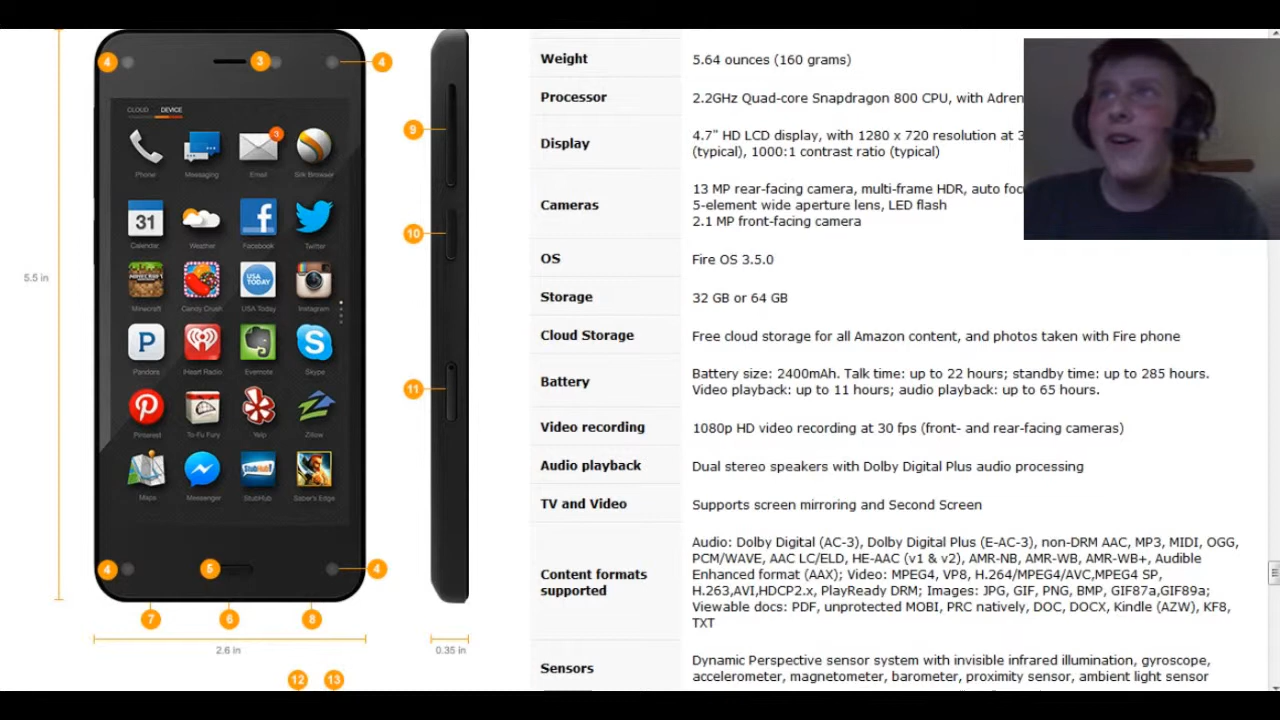 4
3
4
CLOUD DEVICE
3
Phone Messaging Email Silk Browser
31
Calendar Weather Facebook Twitter
USA TODAY
Minecraft Candy Crush USA Today Instagram
P
Pandora iHeart Radio Evernote Skype
Pinterest To-Fu Fury Yelp Zillow
StubHub!
Maps Messenger StubHub Saber's Edge
4
5
4
7
6
8
5.5 in
2.6 in
12
13
9
10
11
0.35 in
Weight 5.64 ounces (160 grams)
Processor 2.2GHz Quad-core Snapdragon 800 CPU, with Adren
Display 4.7" HD LCD display, with 1280 x 720 resolution at 3
(typical), 1000:1 contrast ratio (typical)
Cameras 13 MP rear-facing camera, multi-frame HDR, auto focu
5-element wide aperture lens, LED flash
2.1 MP front-facing camera
OS Fire OS 3.5.0
Storage 32 GB or 64 GB
Cloud Storage Free cloud storage for all Amazon content, and photos taken with Fire phone
Battery Battery size: 2400mAh. Talk time: up to 22 hours; standby time: up to 285 hours.
Video playback: up to 11 hours; audio playback: up to 65 hours.
Video recording 1080p HD video recording at 30 fps (front- and rear-facing cameras)
Audio playback Dual stereo speakers with Dolby Digital Plus audio processing
TV and Video Supports screen mirroring and Second Screen
Content formats supported
Audio: Dolby Digital (AC-3), Dolby Digital Plus (E-AC-3), non-DRM AAC, MP3, MIDI, OGG,
PCM/WAVE, AAC LC/ELD, HE-AAC (v1 & v2), AMR-NB, AMR-WB, AMR-WB+, Audible
Enhanced format (AAX); Video: MPEG4, VP8, H.264/MPEG4/AVC,MPEG4 SP,
H.263,AVI,HDCP2.x, PlayReady DRM; Images: JPG, GIF, PNG, BMP, GIF87a,GIF89a;
Viewable docs: PDF, unprotected MOBI, PRC natively, DOC, DOCX, Kindle (AZW), KF8,
TXT
Sensors Dynamic Perspective sensor system with invisible infrared illumination, gyroscope,
accelerometer, magnetometer, barometer, proximity sensor, ambient light sensor